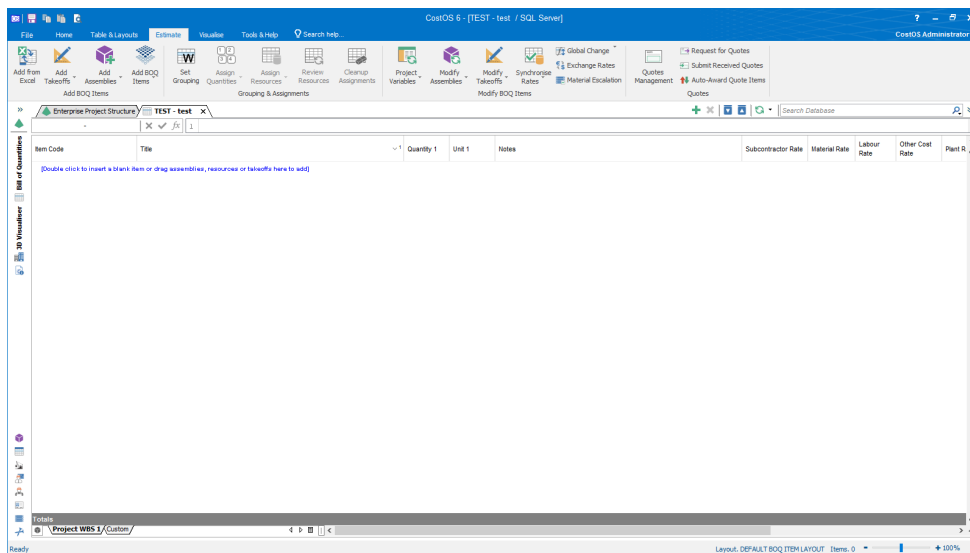 CostOS 6 - [TEST - test / SQL Server]
File Home Table & Layouts Estimate Visualise Tools & Help Search help... CostOS Administrator
Add from Excel
Add Takeoffs
Add Assemblies
Add BOQ Items
Add BOQ Items
Set Grouping
Assign Quantities
Assign Resources
Review Resources
Cleanup Assignments
Grouping & Assignments
Project Variables
Modify Assemblies
Modify Takeoffs
Synchronise Rates
Global Change
Exchange Rates
Material Escalation
Modify BOQ Items
Quotes Management
Request for Quotes
Submit Received Quotes
Auto-Award Quote Items
Quotes
Enterprise Project Structure TEST - test X Search Database
- fx 1
Bill of Quantities
3D Visualiser
Item Code Title 1 Quantity 1 Unit 1 Notes Subcontractor Rate Material Rate Labour Rate Other Cost Rate Plant R
[Double click to insert a blank item or drag assemblies, resources or takeoffs here to add]
Totals
Project WBS 1 Custom
Ready Layout. DEFAULT BOQ ITEM LAYOUT Items. 0 - + 100%